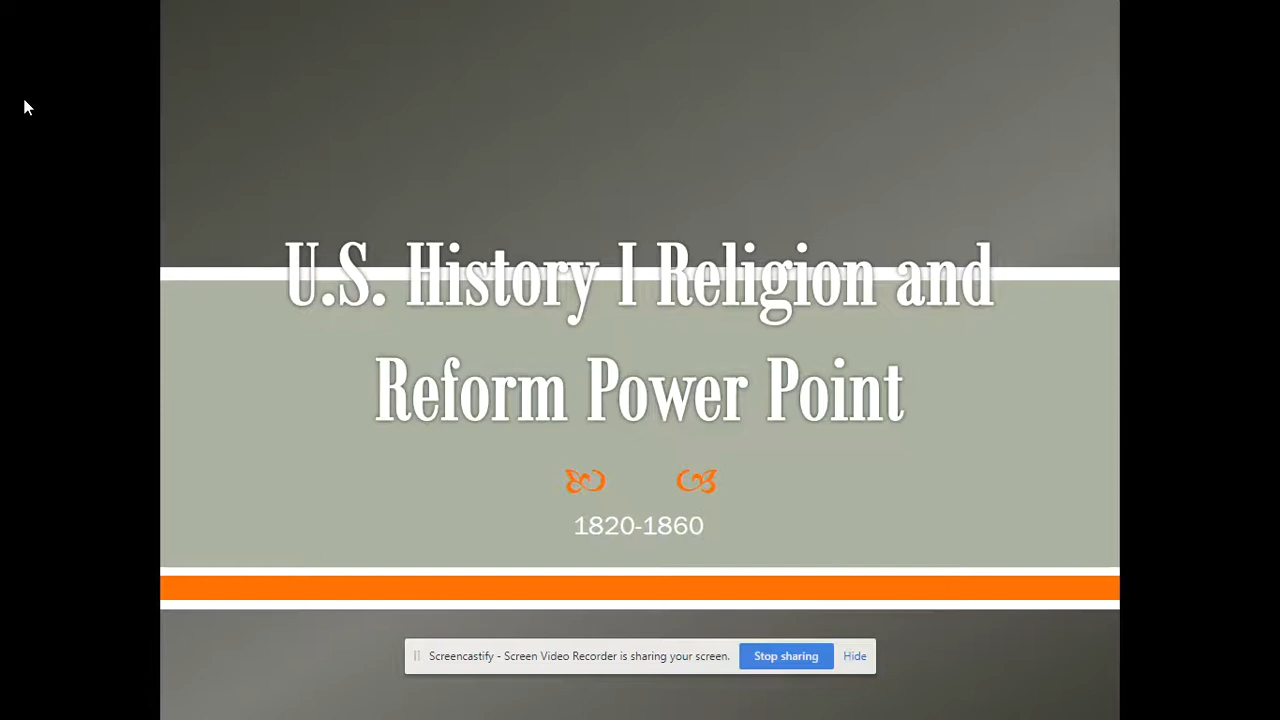 U.S. History I Religion and
Reform Power Point
1820-1860
Screencastify - Screen Video Recorder is sharing your screen. Stop sharing Hide